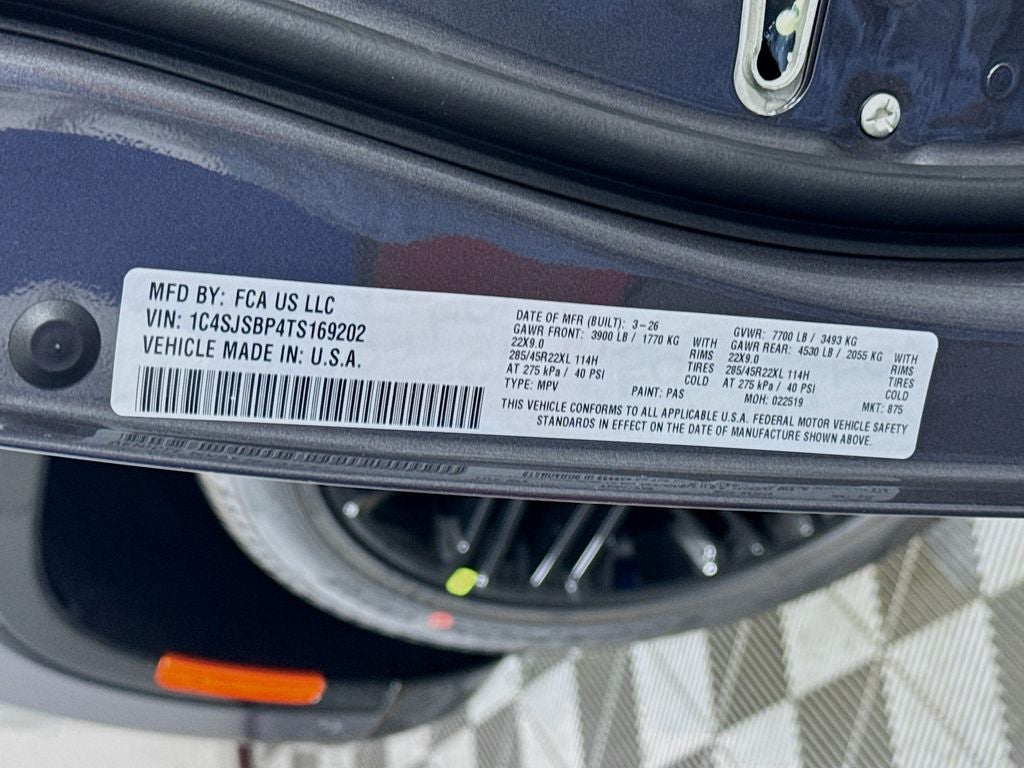 MFD BY: FCA US LLC
VIN: 1C4SJSBP4TS169202
VEHICLE MADE IN: U.S.A.
DATE OF MFR (BUILT): 3-26
GAWR FRONT: 3900 LB / 1770 KG WITH
22X9.0 RIMS
285/45R22XL 114H TIRES
AT 275 kPa / 40 PSI COLD
TYPE: MPV PAINT: PAS
GVWR: 7700 LB / 3493 KG
GAWR REAR: 4530 LB / 2055 KG WITH
22X9.0 RIMS
285/45R22XL 114H TIRES
AT 275 kPa / 40 PSI COLD
MOH: 022519 MKT: 875
THIS VEHICLE CONFORMS TO ALL APPLICABLE U.S.A. FEDERAL MOTOR VEHICLE SAFETY
STANDARDS IN EFFECT ON THE DATE OF MANUFACTURE SHOWN ABOVE.